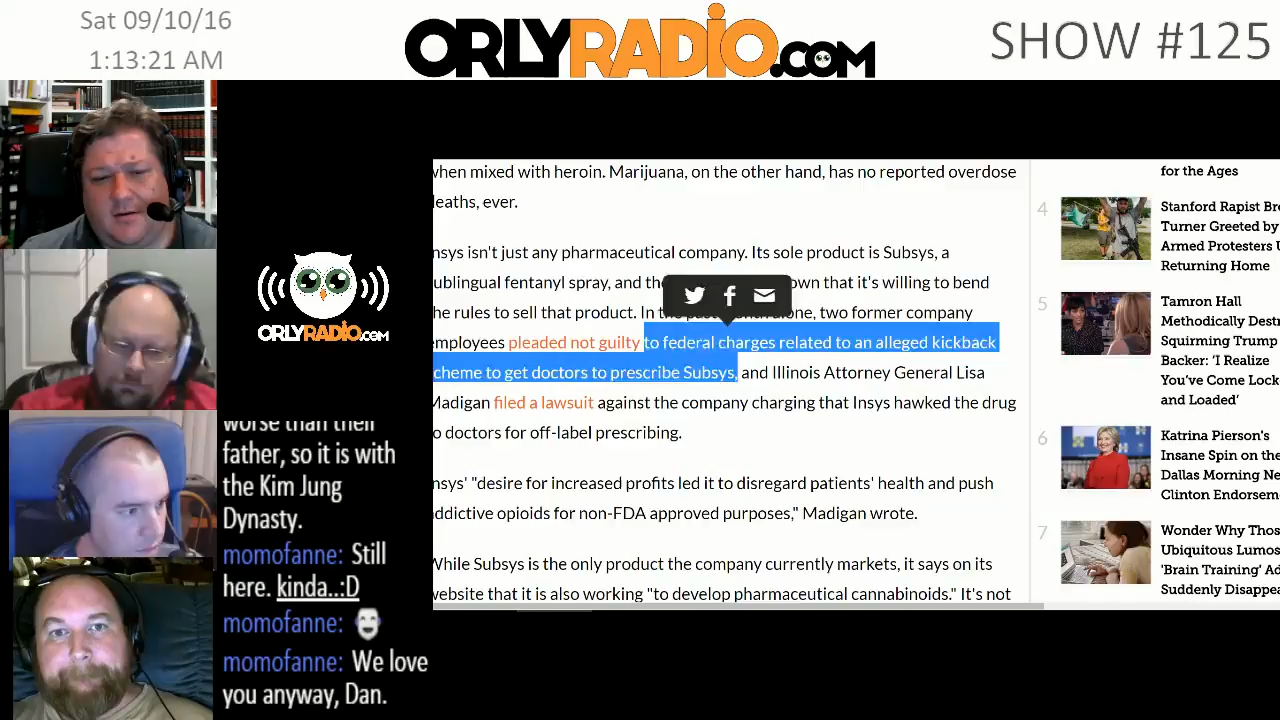 Sat 09/10/16
1:13:21 AM
ORLYRADIO.COM
SHOW #125
ORLYRADIO.COM
worse than their
father, so it is with
the Kim Jung
Dynasty.
momofanne: Still
here. kinda..:D
momofanne:
momofanne: We love
you anyway, Dan.
when mixed with heroin. Marijuana, on the other hand, has no reported overdose
deaths, ever.
nsys isn't just any pharmaceutical company. Its sole product is Subsys, a
ublingual fentanyl spray, and the own that it's willing to bend
he rules to sell that product. In the past month alone, two former company
employees pleaded not guilty to federal charges related to an alleged kickback
cheme to get doctors to prescribe Subsys, and Illinois Attorney General Lisa
Madigan filed a lawsuit against the company charging that Insys hawked the drug
o doctors for off-label prescribing.
nsys' "desire for increased profits led it to disregard patients' health and push
ddictive opioids for non-FDA approved purposes," Madigan wrote.
While Subsys is the only product the company currently markets, it says on its
website that it is also working "to develop pharmaceutical cannabinoids." It's not
for the Ages
4
Stanford Rapist Bro
Turner Greeted by
Armed Protesters U
Returning Home
5
Tamron Hall
Methodically Destr
Squirming Trump
Backer: 'I Realize
You've Come Lock
and Loaded'
6
Katrina Pierson's
Insane Spin on the
Dallas Morning Ne
Clinton Endorsem
7
Wonder Why Thos
Ubiquitous Lumos
'Brain Training' Ad
Suddenly Disappea